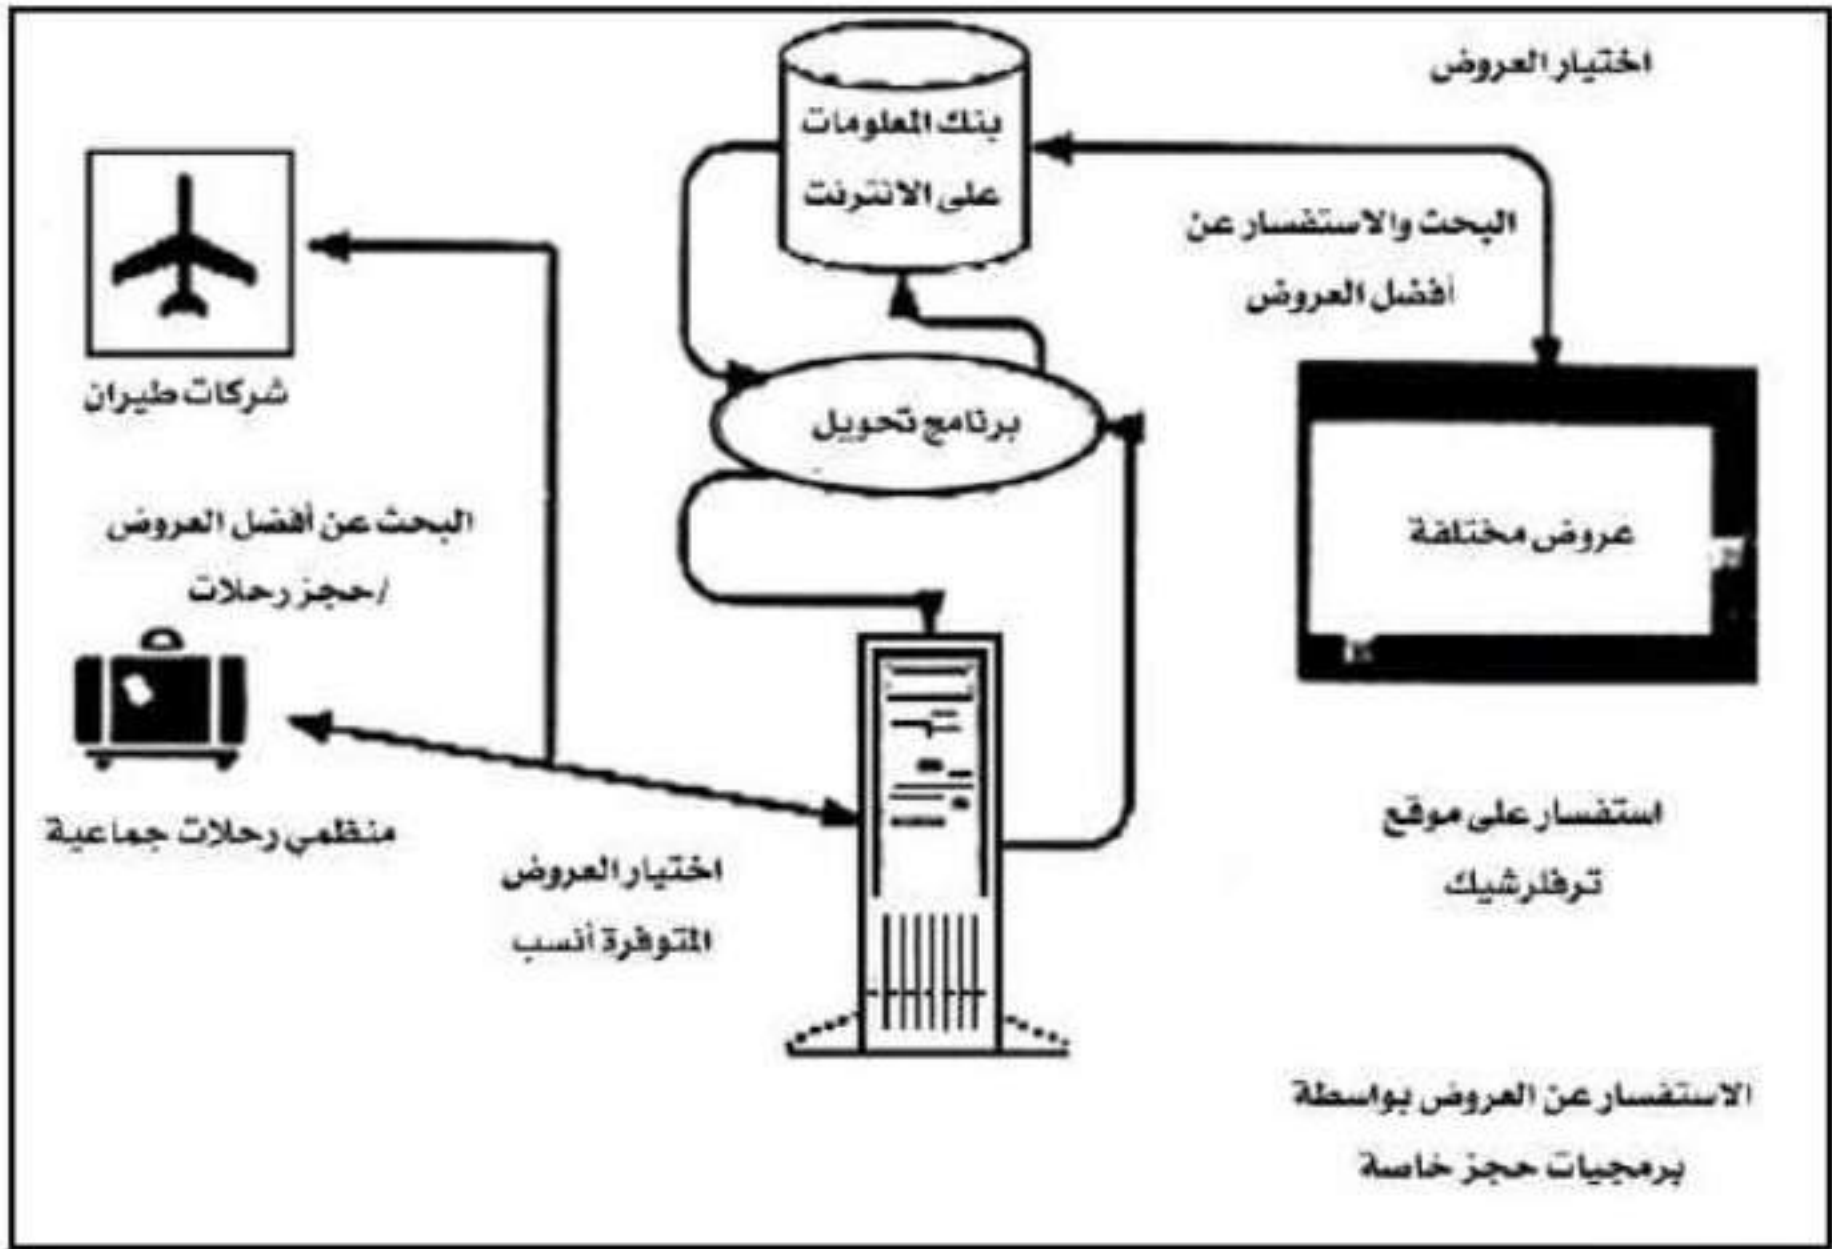 اختيار العروض
بنك المعلومات
على الانترنت
البحث والاستفسار عن
أفضل العروض
شركات طيران
برنامج تحويل
البحث عن أفضل العروض
/حجز رحلات
عروض مختلفة
منظمي رحلات جماعية
اختيار العروض
المتوفرة أنسب
استفسار على موقع
ترفلرشيك
الاستفسار عن العروض بواسطة
برمجيات حجز خاصة